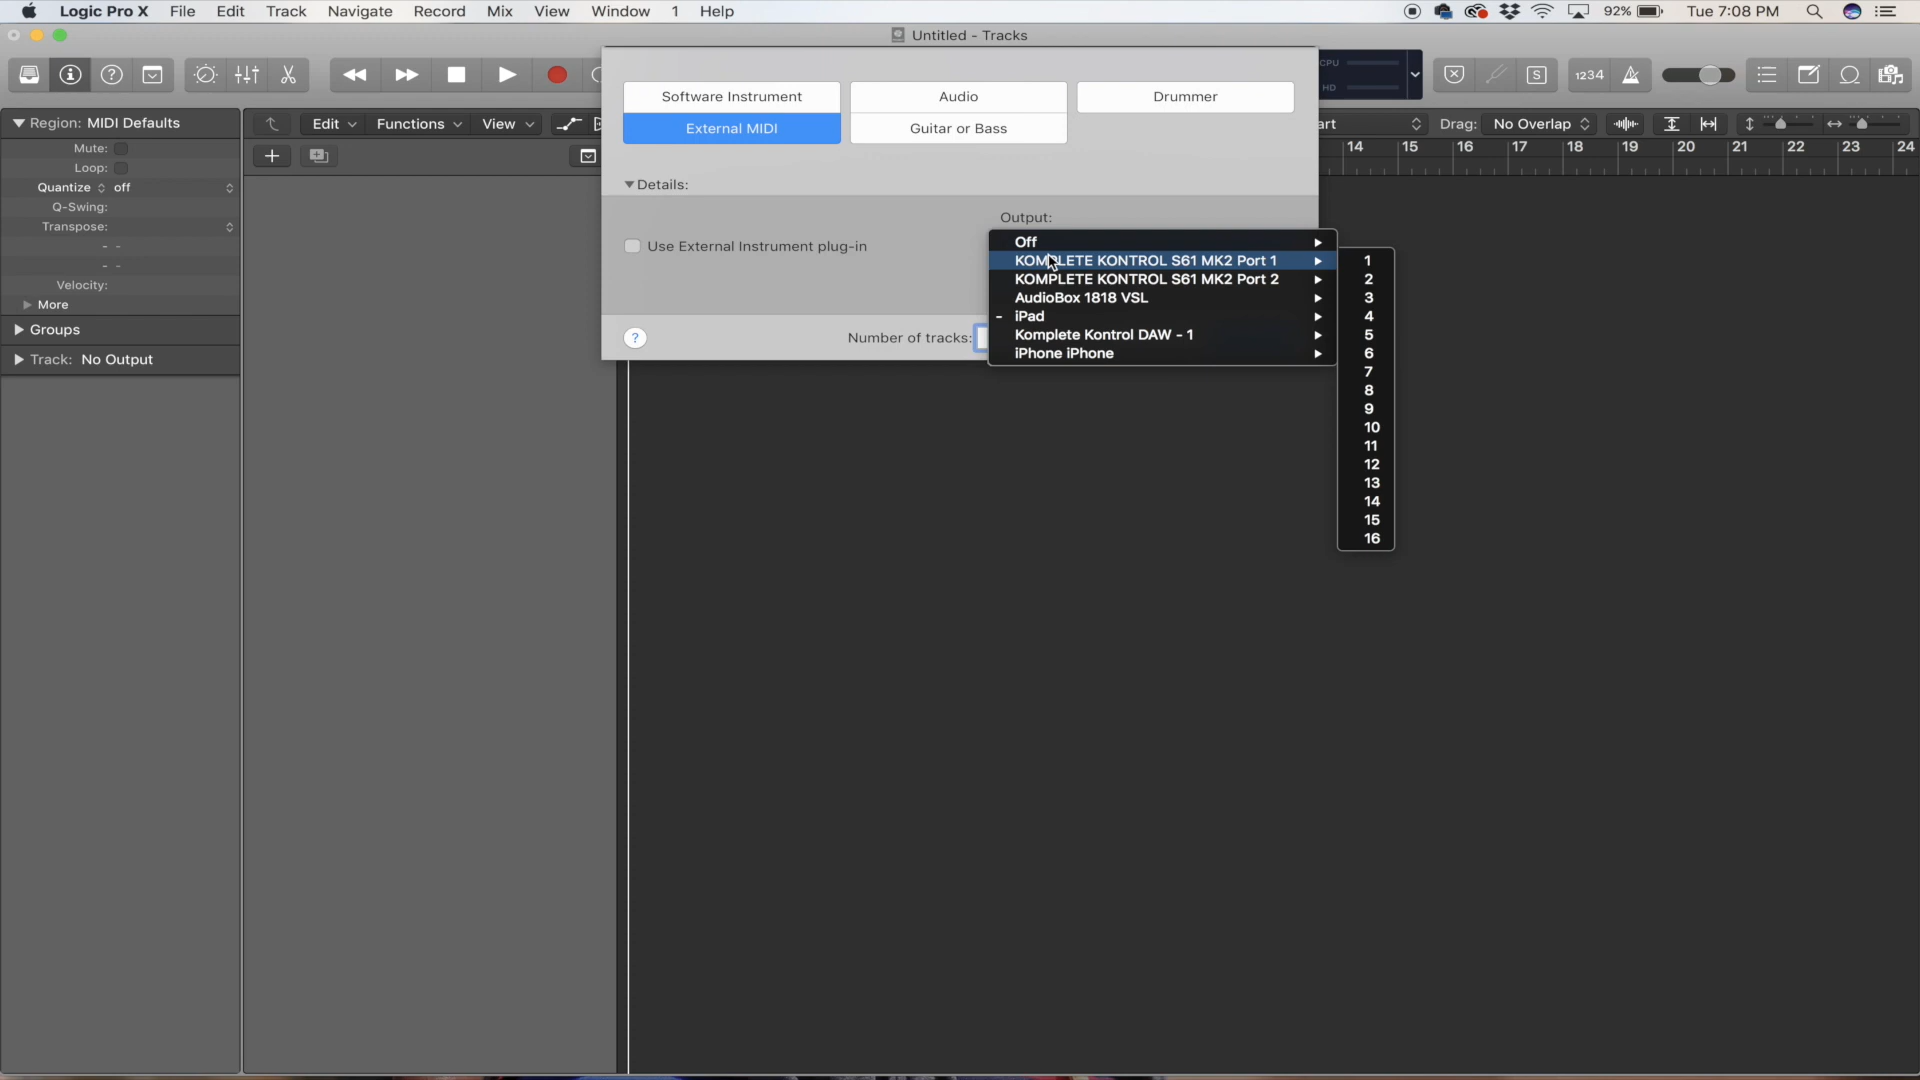 Logic Pro X File Edit Track Navigate Record Mix View Window 1 Help 92% Tue 7:08 PM
Untitled - Tracks
1234
CPU
HD
Software Instrument Audio Drummer
External MIDI Guitar or Bass
Region: MIDI Defaults
Edit Functions View
art Drag: No Overlap
Mute:
Loop:
14 15 16 17 18 19 20 21 22 23 24
Quantize off
Q-Swing:
Transpose:
Velocity:
More
Groups
Track: No Output
Details:
Output:
Use External Instrument plug-in
?
Number of tracks:
Off
KOMPLETE KONTROL S61 MK2 Port 1
KOMPLETE KONTROL S61 MK2 Port 2
AudioBox 1818 VSL
- iPad
Komplete Kontrol DAW - 1
iPhone iPhone
1
2
3
4
5
6
7
8
9
10
11
12
13
14
15
16